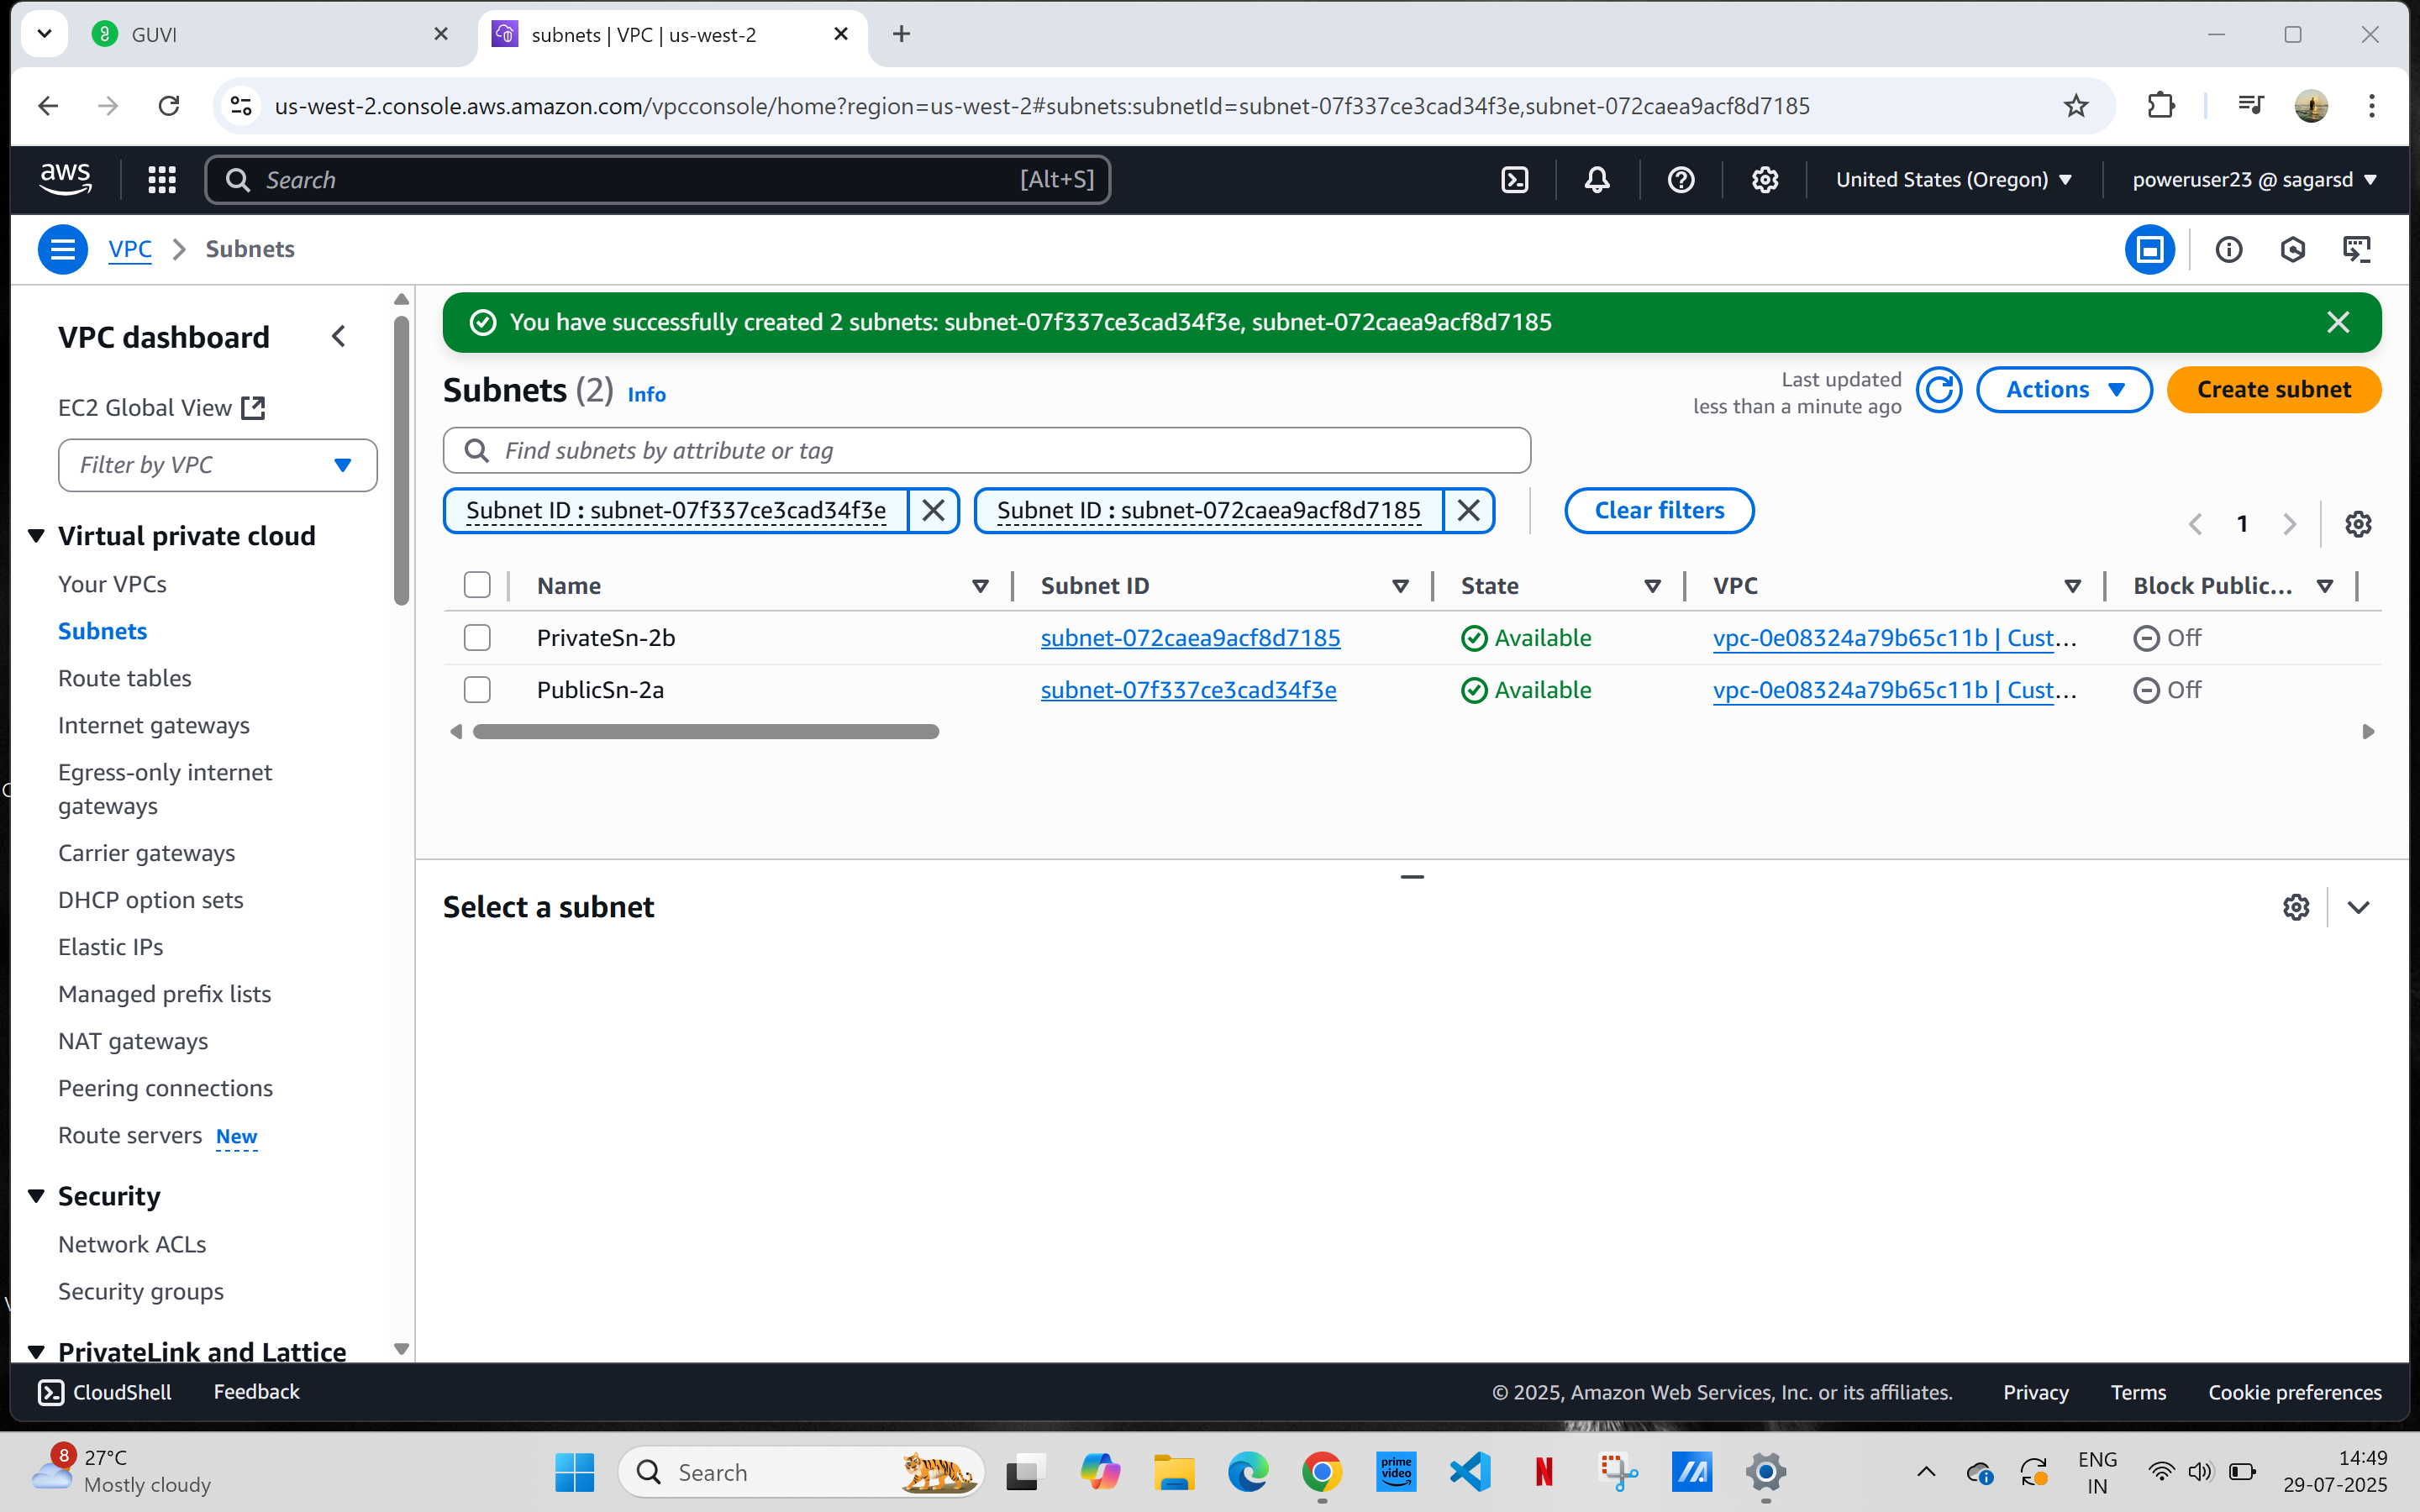 GUVI
subnets | VPC | us-west-2
us-west-2.console.aws.amazon.com/vpcconsole/home?region=us-west-2#subnets:subnetId=subnet-07f337ce3cad34f3e,subnet-072caea9acf8d7185
aws
Search
[Alt+S]
United States (Oregon)
poweruser23 @ sagarsd
VPC
Subnets
VPC dashboard
EC2 Global View
Filter by VPC
Virtual private cloud
Your VPCs
Subnets
Route tables
Internet gateways
Egress-only internet
gateways
Carrier gateways
DHCP option sets
Elastic IPs
Managed prefix lists
NAT gateways
Peering connections
Route servers New
Security
Network ACLs
Security groups
PrivateLink and Lattice
You have successfully created 2 subnets: subnet-07f337ce3cad34f3e, subnet-072caea9acf8d7185
Subnets (2) Info
Last updated
less than a minute ago
Actions
Create subnet
Find subnets by attribute or tag
Subnet ID : subnet-07f337ce3cad34f3e
Subnet ID : subnet-072caea9acf8d7185
Clear filters
1
Name Subnet ID State VPC Block Public...
PrivateSn-2b subnet-072caea9acf8d7185 Available vpc-0e08324a79b65c11b | Cust... Off
PublicSn-2a subnet-07f337ce3cad34f3e Available vpc-0e08324a79b65c11b | Cust... Off
Select a subnet
CloudShell Feedback
© 2025, Amazon Web Services, Inc. or its affiliates. Privacy Terms Cookie preferences
8
27°C
Mostly cloudy
Search
prime
video
N
ENG
IN
14:49
29-07-2025